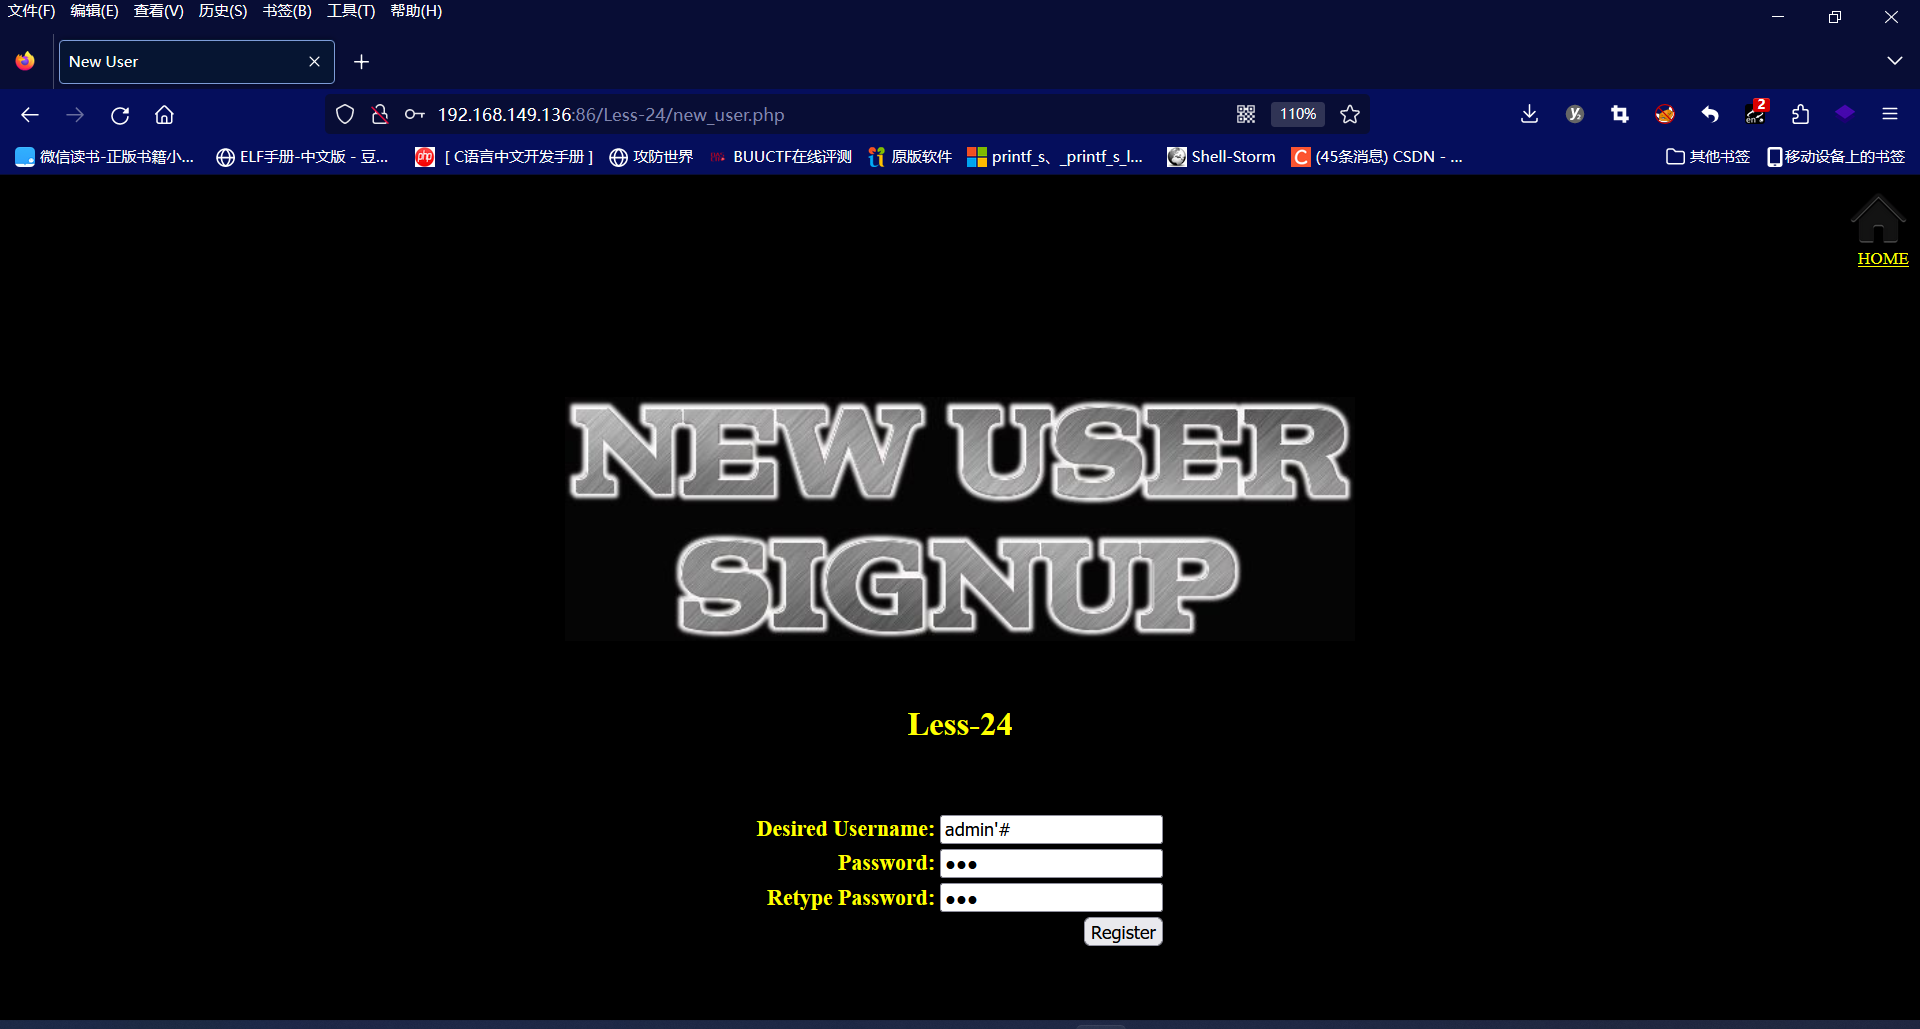 文件(F) 编辑(E) 查看(V) 历史(S) 书签(B) 工具(T) 帮助(H)
New User
192.168.149.136:86/Less-24/new_user.php 110% 2
微信读书-正版书籍小... ELF手册-中文版 - 豆... php [ C语言中文开发手册 ] 攻防世界 BUUCTF在线评测 原版软件 printf_s、_printf_s_l... Shell-Storm C (45条消息) CSDN - ... 其他书签 移动设备上的书签
HOME
NEW USER
SIGNUP
Less-24
Desired Username: admin'#
Password: ●●●
Retype Password: ●●●
Register